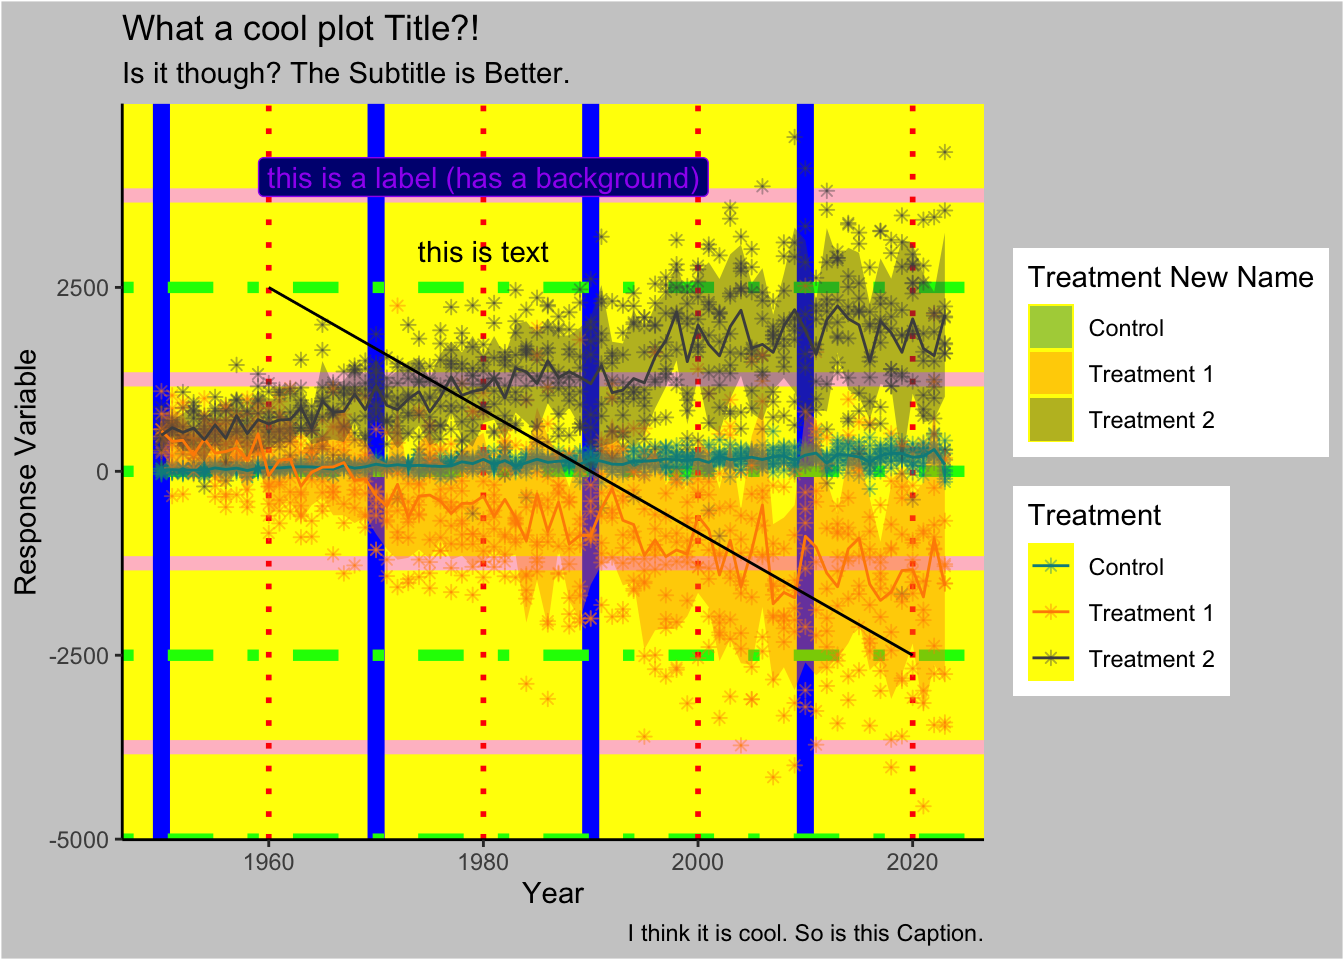 What a cool plot Title?!
Is it though? The Subtitle is Better.
this is a label (has a background)
this is text
2500
0
-2500
-5000
Response Variable
1960
1980
2000
2020
Year
I think it is cool. So is this Caption.
Treatment New Name
Control
Treatment 1
Treatment 2
Treatment
Control
Treatment 1
Treatment 2